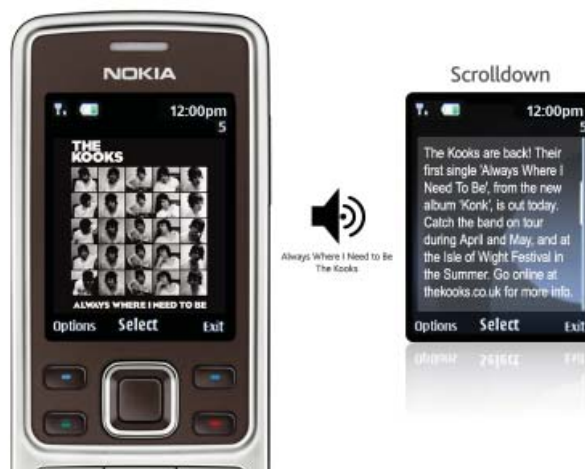 NOKIA
12:00pm
5
THE
KOOKS
ALWAYS WHERE I NEED TO BE
Options Select Exit
Always Where I Need to Be
The Kooks
Scrolldown
12:00pm
5
The Kooks are back! Their
first single 'Always Where I
Need To Be', from the new
album 'Konk', is out today.
Catch the band on tour
during April and May, and at
the Isle of Wight Festival in
the Summer. Go online at
thekooks.co.uk for more info.
Options Select Exit